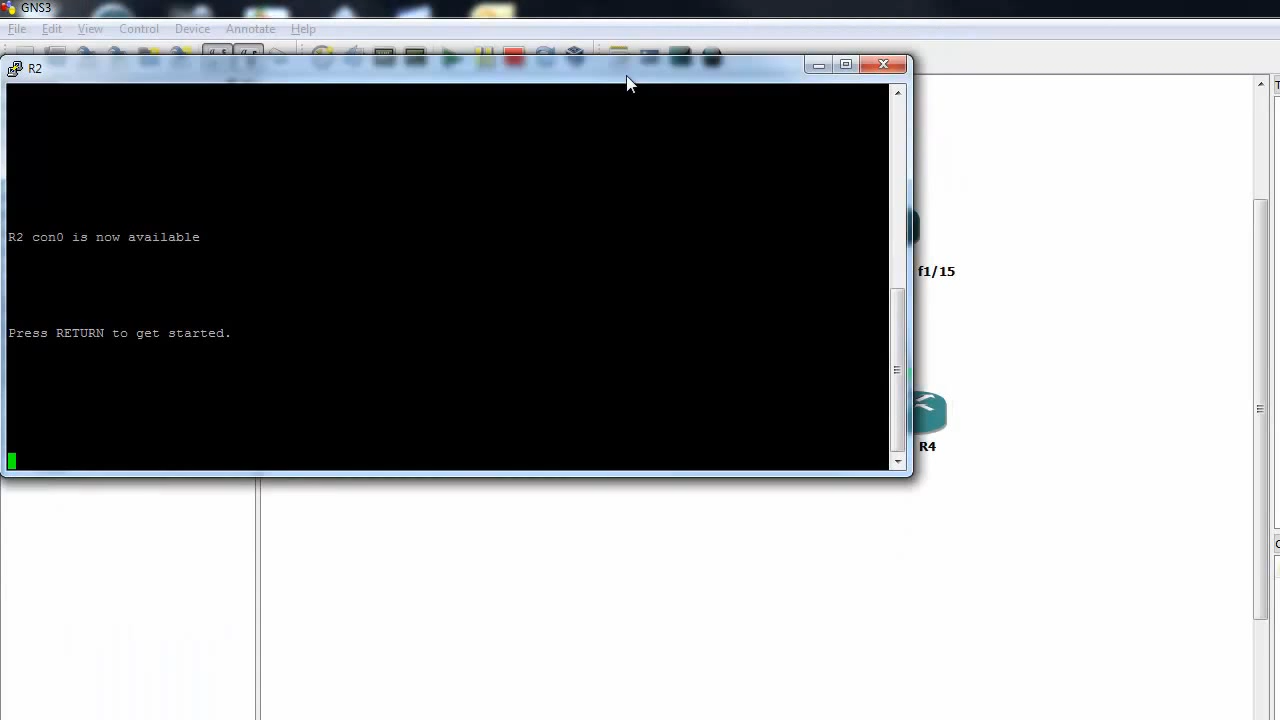 GNS3
File Edit View Control Device Annotate Help
R2
R2 con0 is now available
Press RETURN to get started.
f1/15
R4